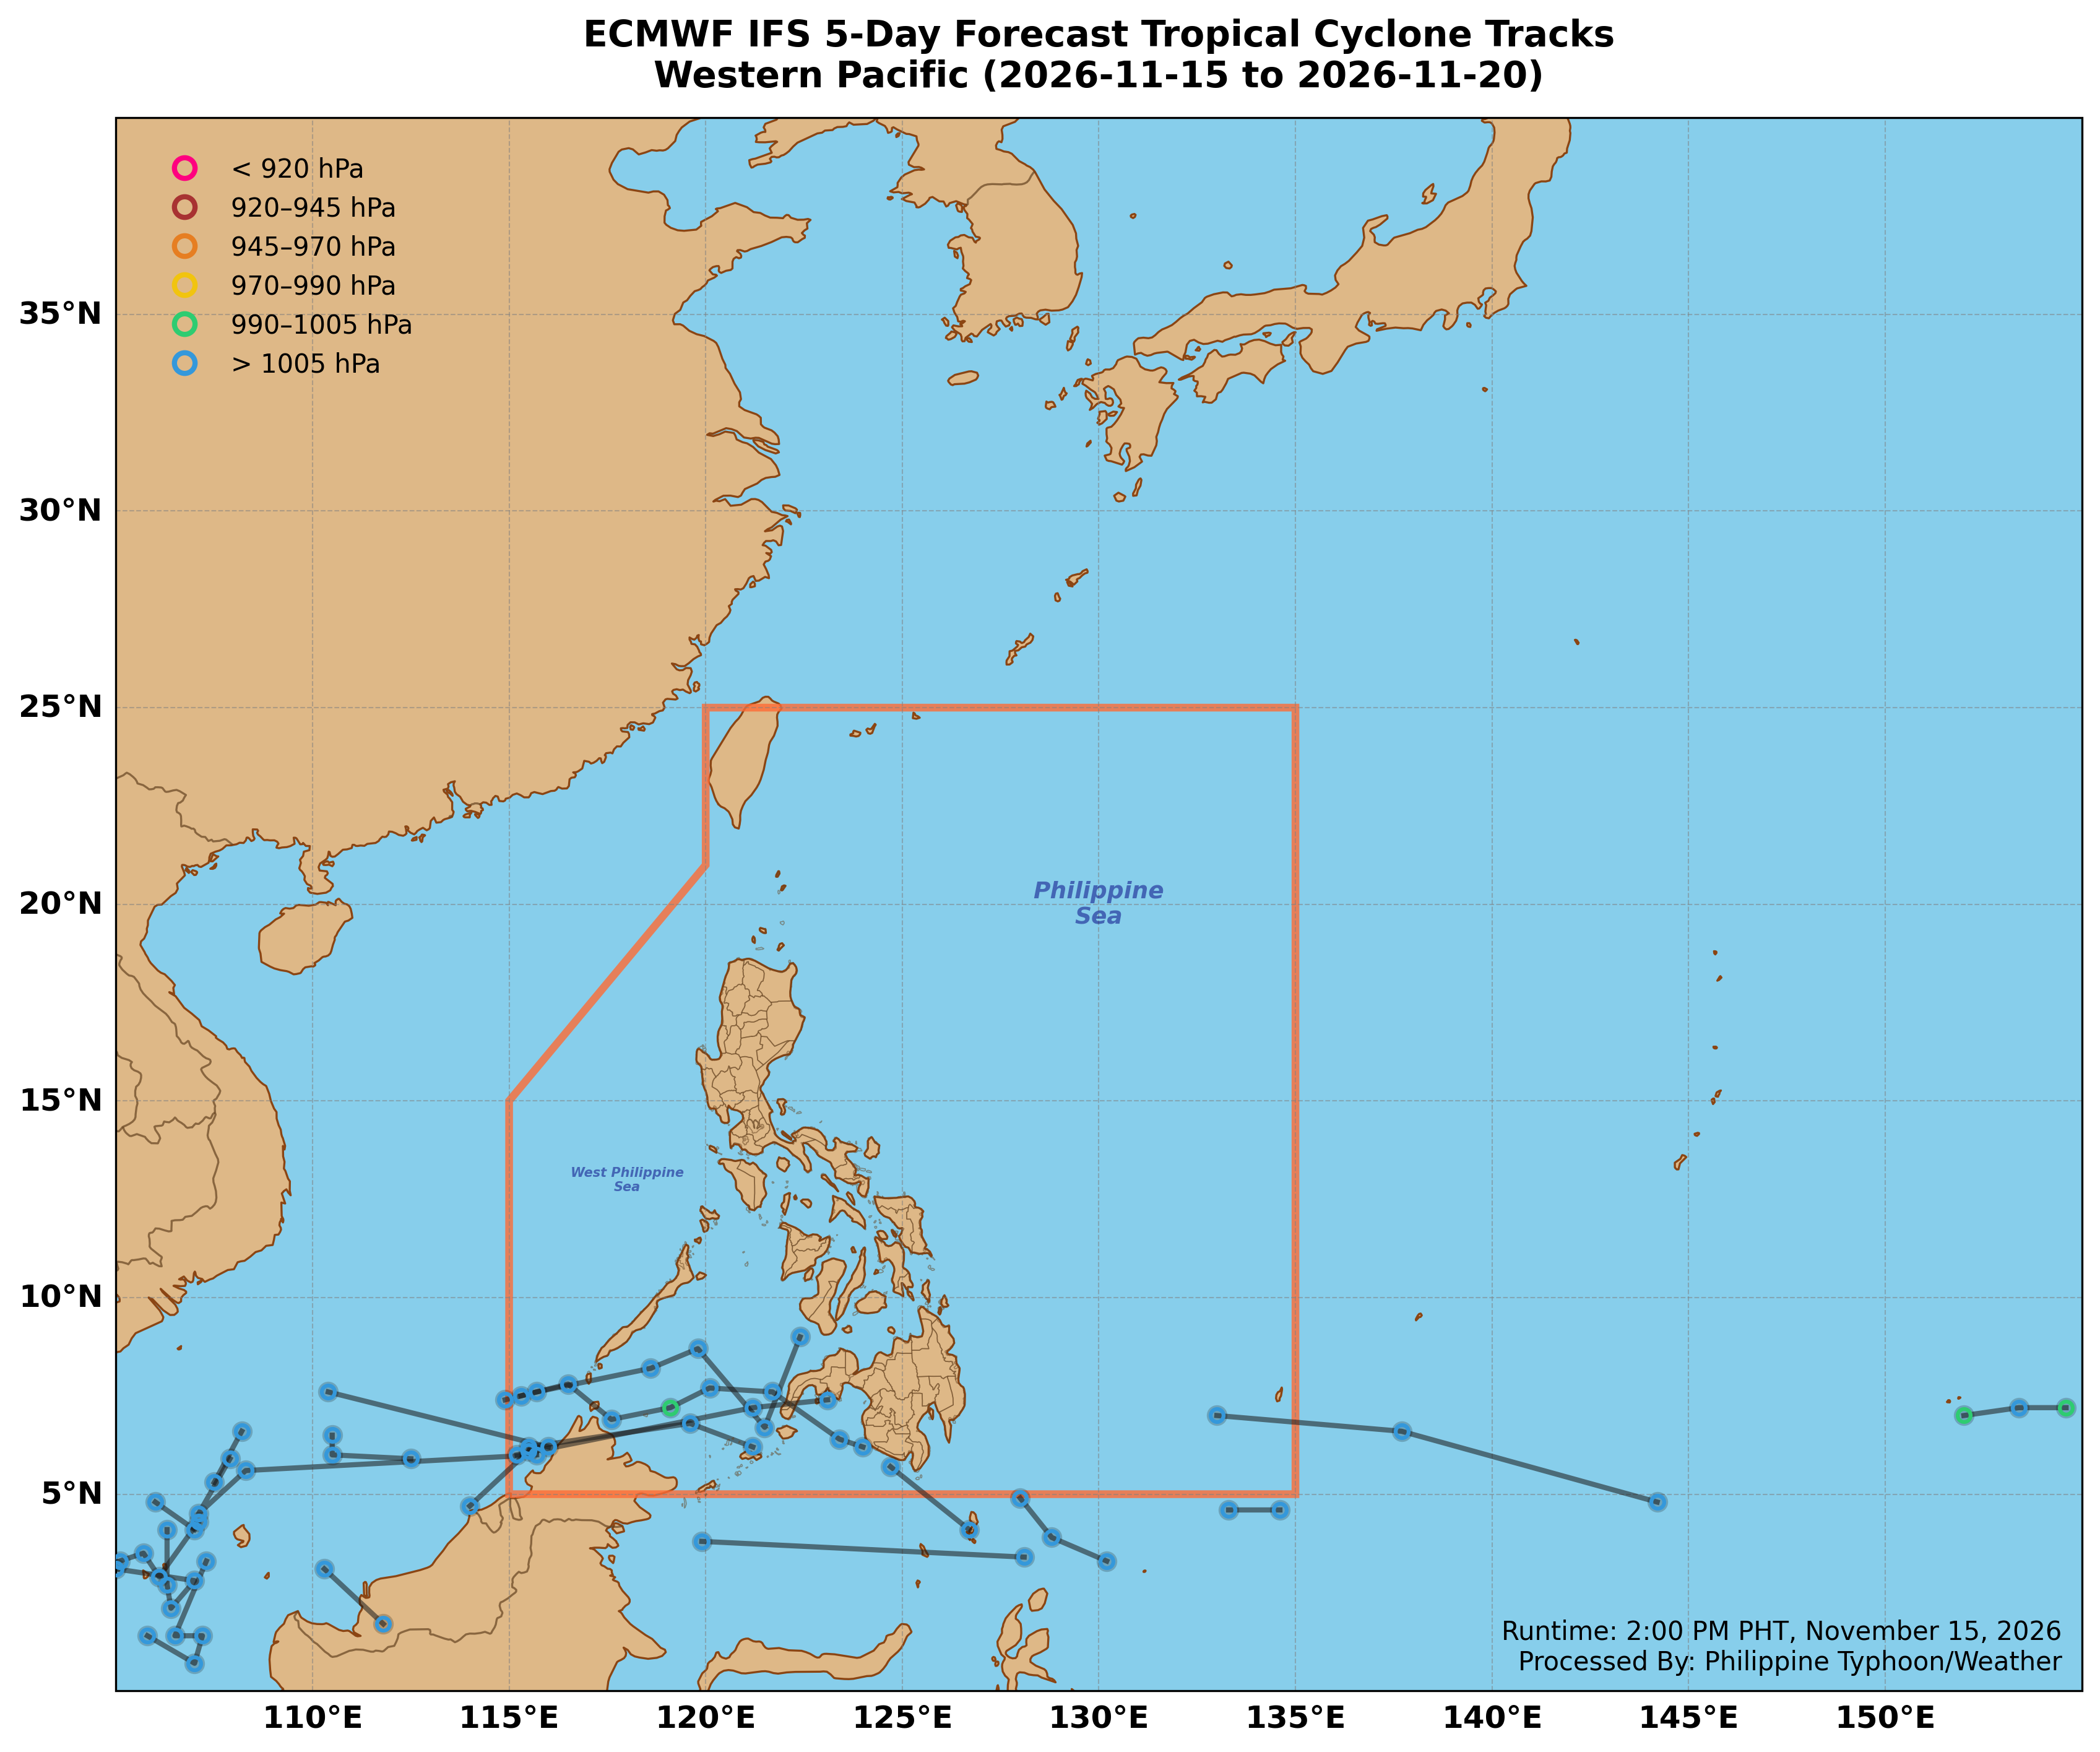 ECMWF IFS 5-Day Forecast Tropical Cyclone Tracks
Western Pacific (2026-11-15 to 2026-11-20)
< 920 hPa
920–945 hPa
945–970 hPa
970–990 hPa
990–1005 hPa
> 1005 hPa
35°N
30°N
25°N
20°N
15°N
10°N
5°N
Philippine
Sea
West Philippine
Sea
Runtime: 2:00 PM PHT, November 15, 2026
Processed By: Philippine Typhoon/Weather
110°E
115°E
120°E
125°E
130°E
135°E
140°E
145°E
150°E